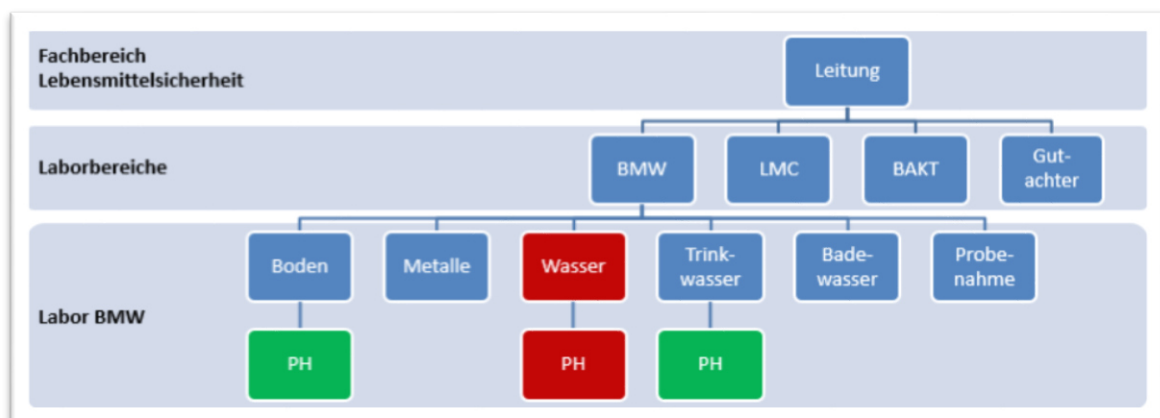 Fachbereich
Lebensmittelsicherheit
Leitung
Laborbereiche
BMW
LMC
BAKT
Gut-
achter
Labor BMW
Boden
Metalle
Wasser
Trink-
wasser
Bade-
wasser
Probe-
nahme
PH
PH
PH